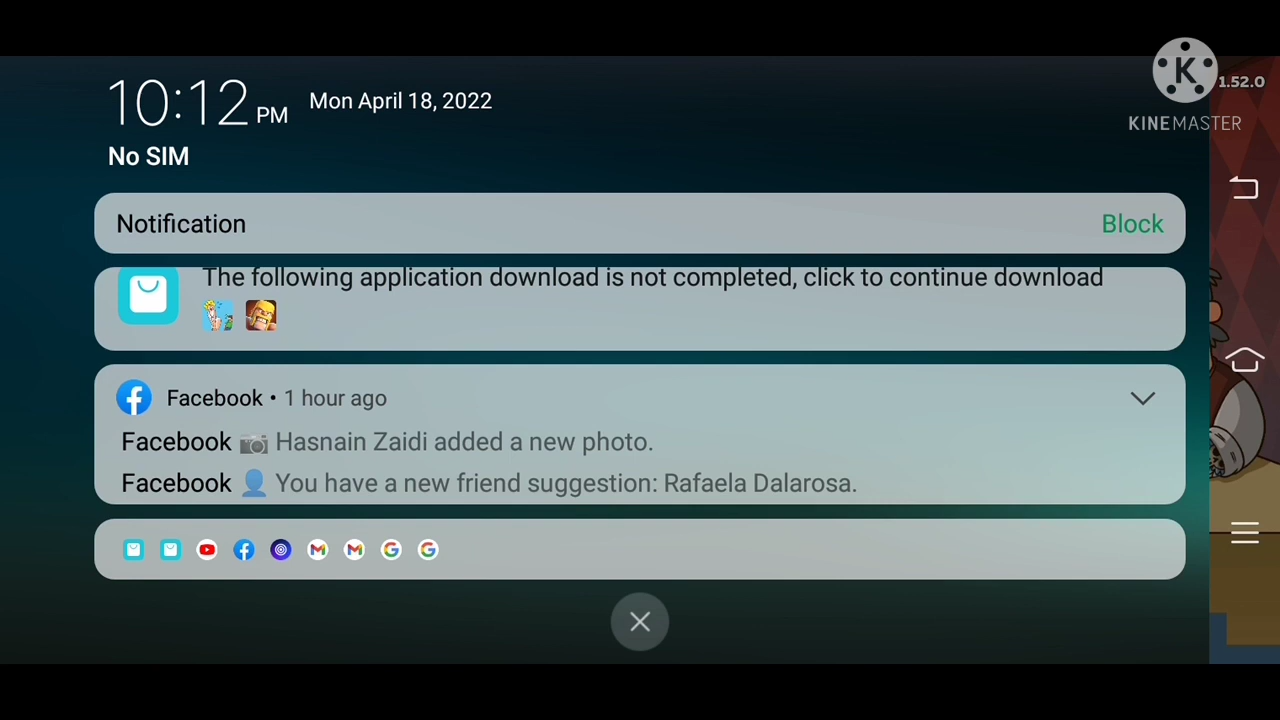 10:12 PM Mon April 18, 2022
K
KINEMASTER
1.52.0
No SIM
Notification
Block
The following application download is not completed, click to continue download
Facebook • 1 hour ago
Facebook 📷 Hasnain Zaidi added a new photo.
Facebook 👤 You have a new friend suggestion: Rafaela Dalarosa.